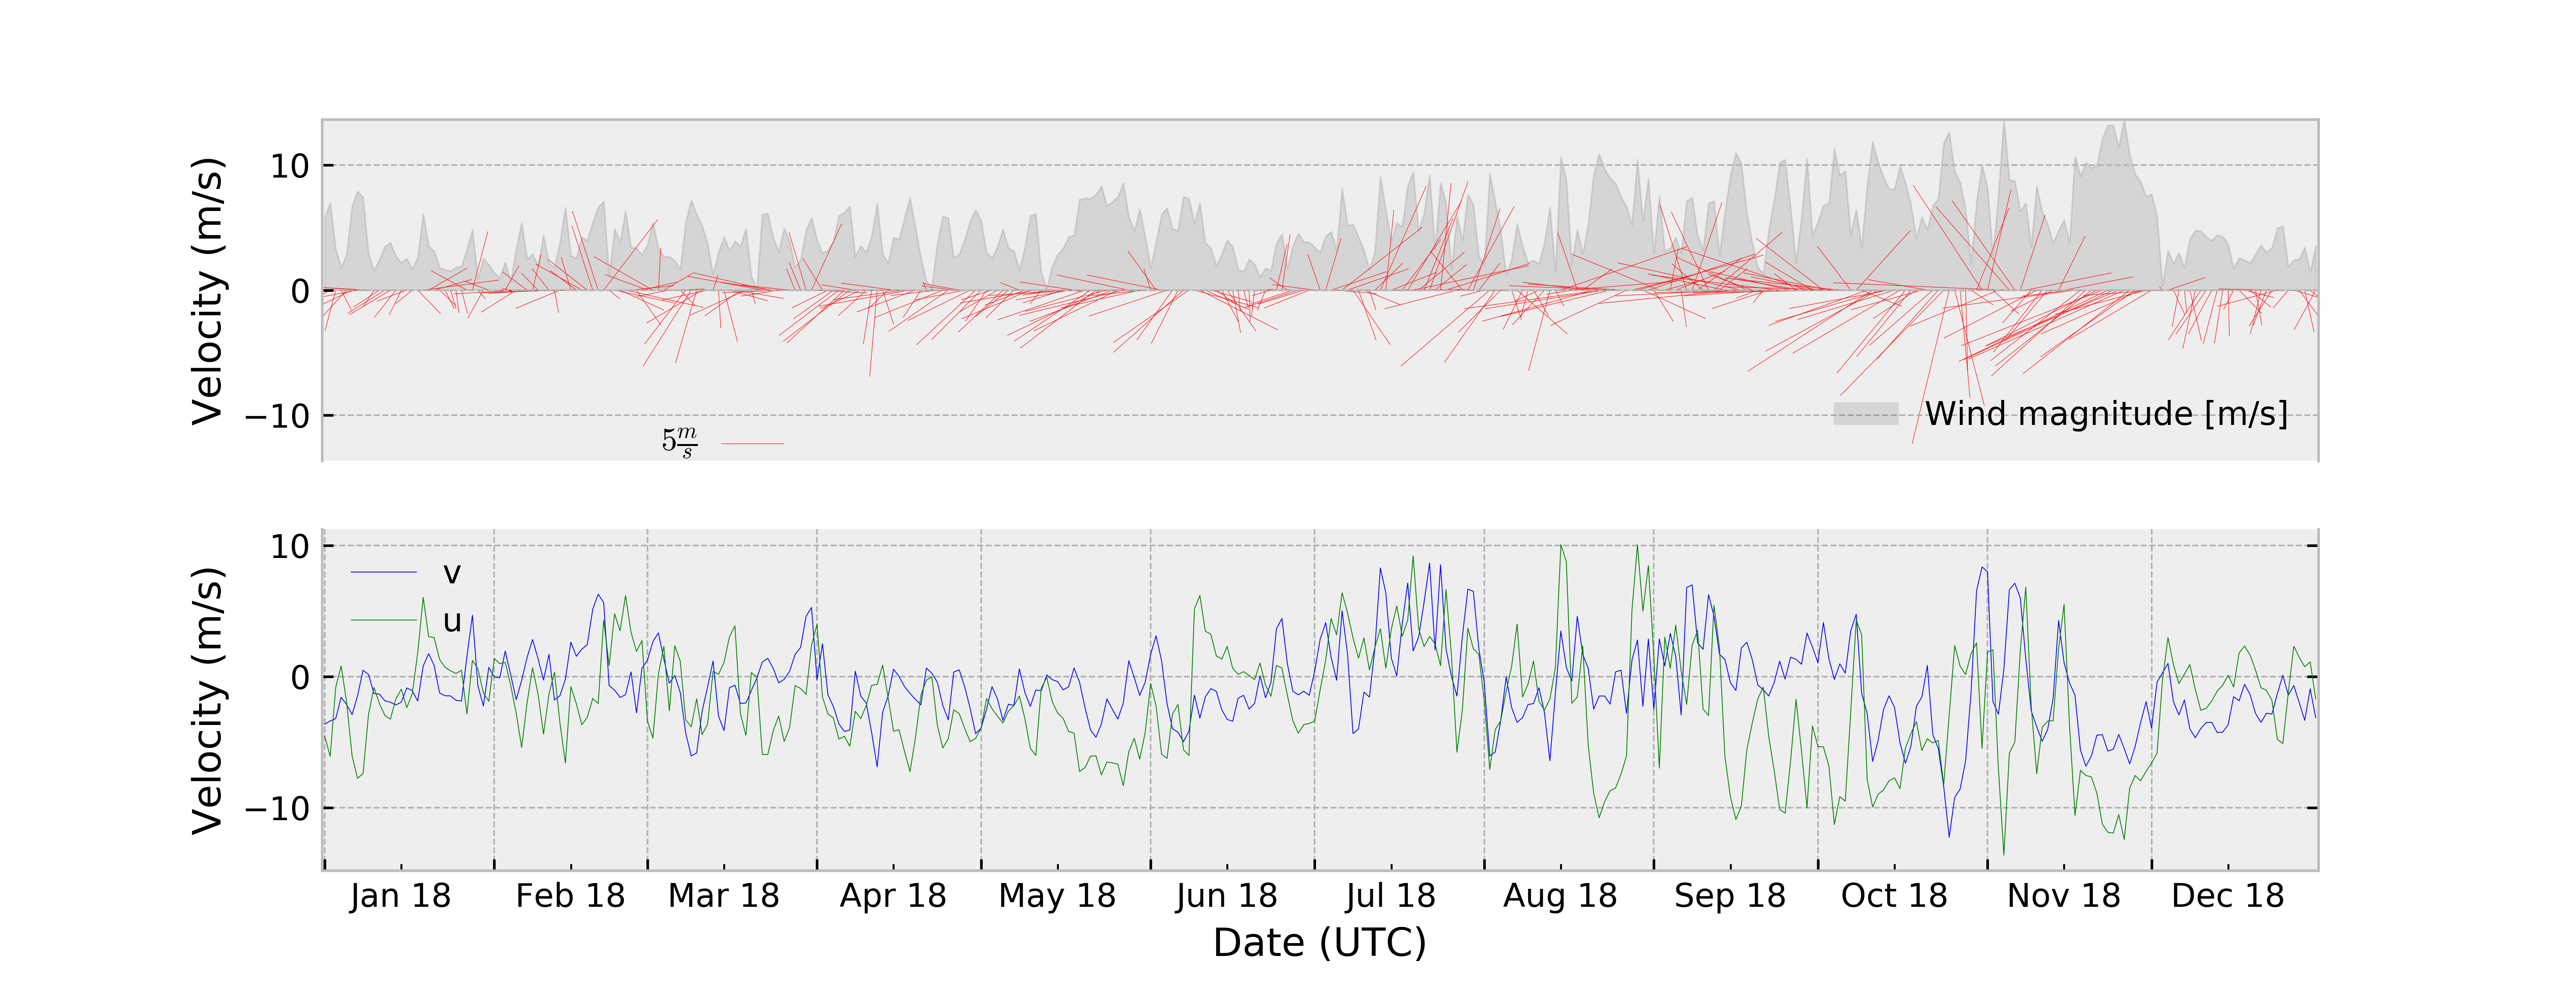 Velocity (m/s)
10
0
−10
5 m/s
Wind magnitude [m/s]
Velocity (m/s)
10
0
−10
v
u
Jan 18 Feb 18 Mar 18 Apr 18 May 18 Jun 18 Jul 18 Aug 18 Sep 18 Oct 18 Nov 18 Dec 18
Date (UTC)